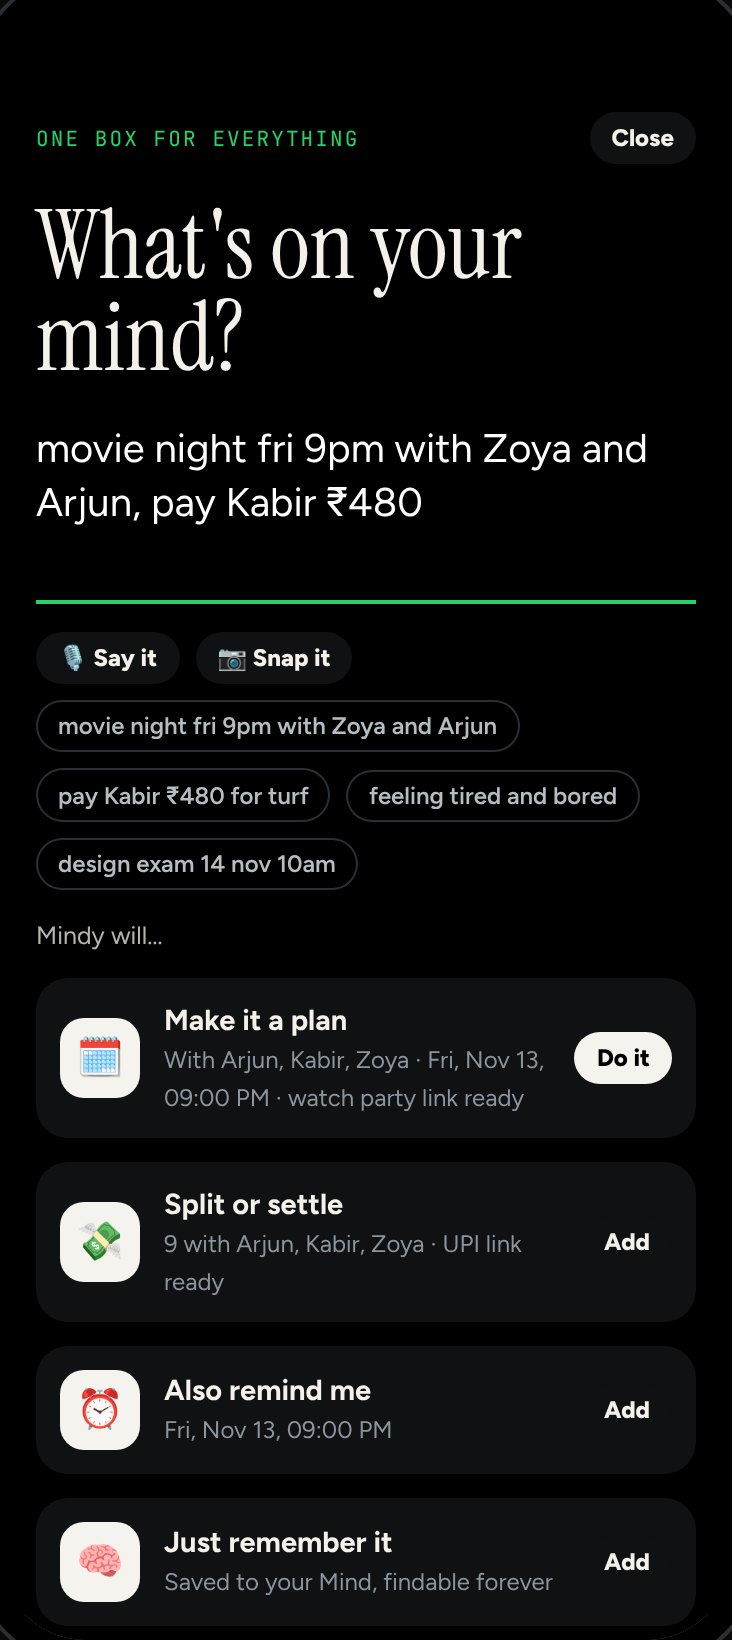 ONE BOX FOR EVERYTHING
Close
What's on your
mind?
movie night fri 9pm with Zoya and
Arjun, pay Kabir ₹480
Say it
Snap it
movie night fri 9pm with Zoya and Arjun
pay Kabir ₹480 for turf
feeling tired and bored
design exam 14 nov 10am
Mindy will...
Make it a plan
With Arjun, Kabir, Zoya · Fri, Nov 13,
09:00 PM · watch party link ready
Do it
Split or settle
9 with Arjun, Kabir, Zoya · UPI link
ready
Add
Also remind me
Fri, Nov 13, 09:00 PM
Add
Just remember it
Saved to your Mind, findable forever
Add